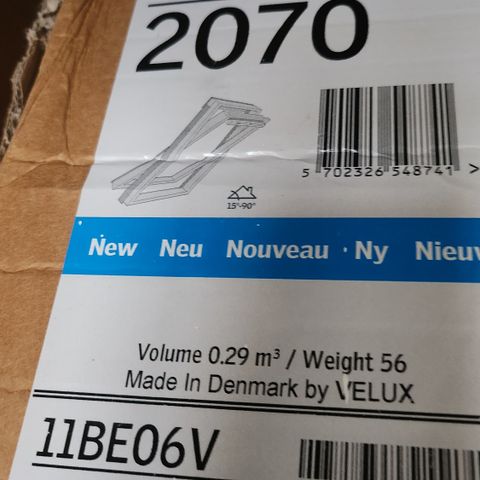 2070
5 702326 548741 >
15°-90°
New Neu Nouveau · Ny
Volume 0.29 m³ / Weight 56
Made In Denmark by VELUX
11BE06V